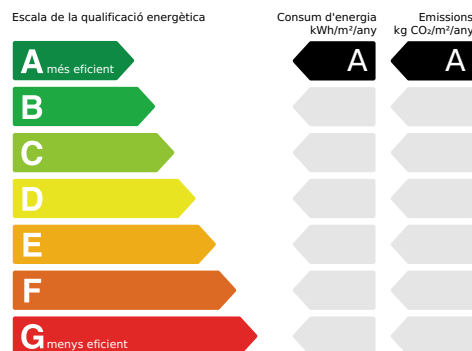 Escala de la qualificació energètica
Consum d'energia
kWh/m²/any
Emissions
kg CO₂/m²/any
A més eficient
A
A
B
C
D
E
F
G menys eficient